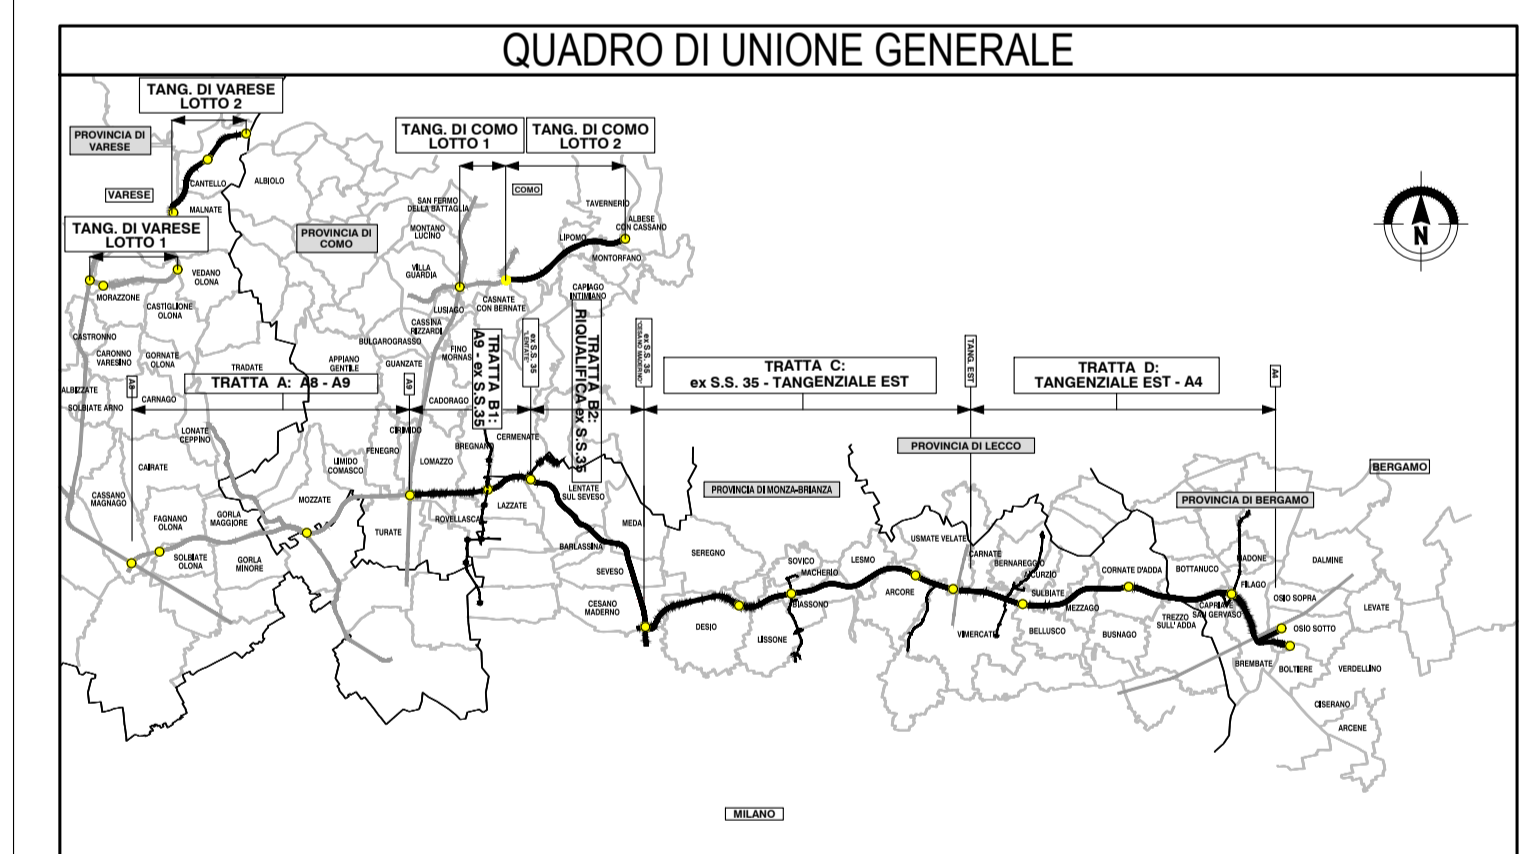 QUADRO DI UNIONE GENERALE
TANG. DI VARESE
LOTTO 2
PROVINCIA DI
VARESE
VARESE
CANTELLO
ALBIOLO
MALNATE
TANG. DI VARESE
LOTTO 1
TANG. DI COMO
LOTTO 1
TANG. DI COMO
LOTTO 2
COMO
PROVINCIA DI
COMO
SAN FERMO
DELLA BATTAGLIA
MONTANO
LUCINO
VILLA
GUARDIA
TAVERNERIO
ALBESE
CON CASSANO
LIPOMO
MONTORFANO
CAPIAGO
INTIMIANO
CASNATE
CON BERNATE
LUSIAGO
CASSINA
RIZZARDI
BULGAROGRASSO
FINO
MORNAS
GUANZATE
CADORAGO
VEDANO
OLONA
MORAZZONE
CASTIGLIONE
OLONA
CASTRONNO
CARONNO
VARESINO
GORNATE
OLONA
TRADATE
APPIANO
GENTILE
ALBIZZATE
SOLBIATE ARNO
CARNAGO
A8
TRATTA A: A8 - A9
A9
TRATTA B1:
A9 - ex S.S.35
ex S.S. 35
"LENTATE"
TRATTA B2:
RIQUALIFICA ex S.S.35
ex S.S. 35
"CESANO MADERNO"
TRATTA C:
ex S.S. 35 - TANGENZIALE EST
TANG. EST
TRATTA D:
TANGENZIALE EST - A4
A4
N
LONATE
CEPPINO
CIRIMIDO
FENEGRO
LIMIDO
COMASCO
LOMAZZO
BREGNANO
CERMENATE
CAIRATE
CASSANO
MAGNAGO
MOZZATE
FAGNANO
OLONA
GORLA
MAGGIORE
SOLBIATE
OLONA
GORLA
MINORE
TURATE
ROVELLASCA
LAZZATE
LENTATE
SUL SEVESO
MEDA
BARLASSINA
SEVESO
CESANO
MADERNO
PROVINCIA DI MONZA-BRIANZA
PROVINCIA DI LECCO
PROVINCIA DI BERGAMO
BERGAMO
SEREGNO
DESIO
LISSONE
SOVICO
MACHERIO
BIASSONO
LESMO
ARCORE
USMATE VELATE
CARNATE
BERNAREGGIO
AICURZIO
SULBIATE
VIMERCATE
MEZZAGO
BELLUSCO
CORNATE D'ADDA
BUSNAGO
BOTTANUCO
TREZZO
SULL' ADDA
MADONE
FILAGO
CAPRIATE
SAN GERVASO
DALMINE
OSIO SOPRA
LEVATE
OSIO SOTTO
BREMBATE
BOLTIERE
VERDELLINO
CISERANO
ARCENE
MILANO